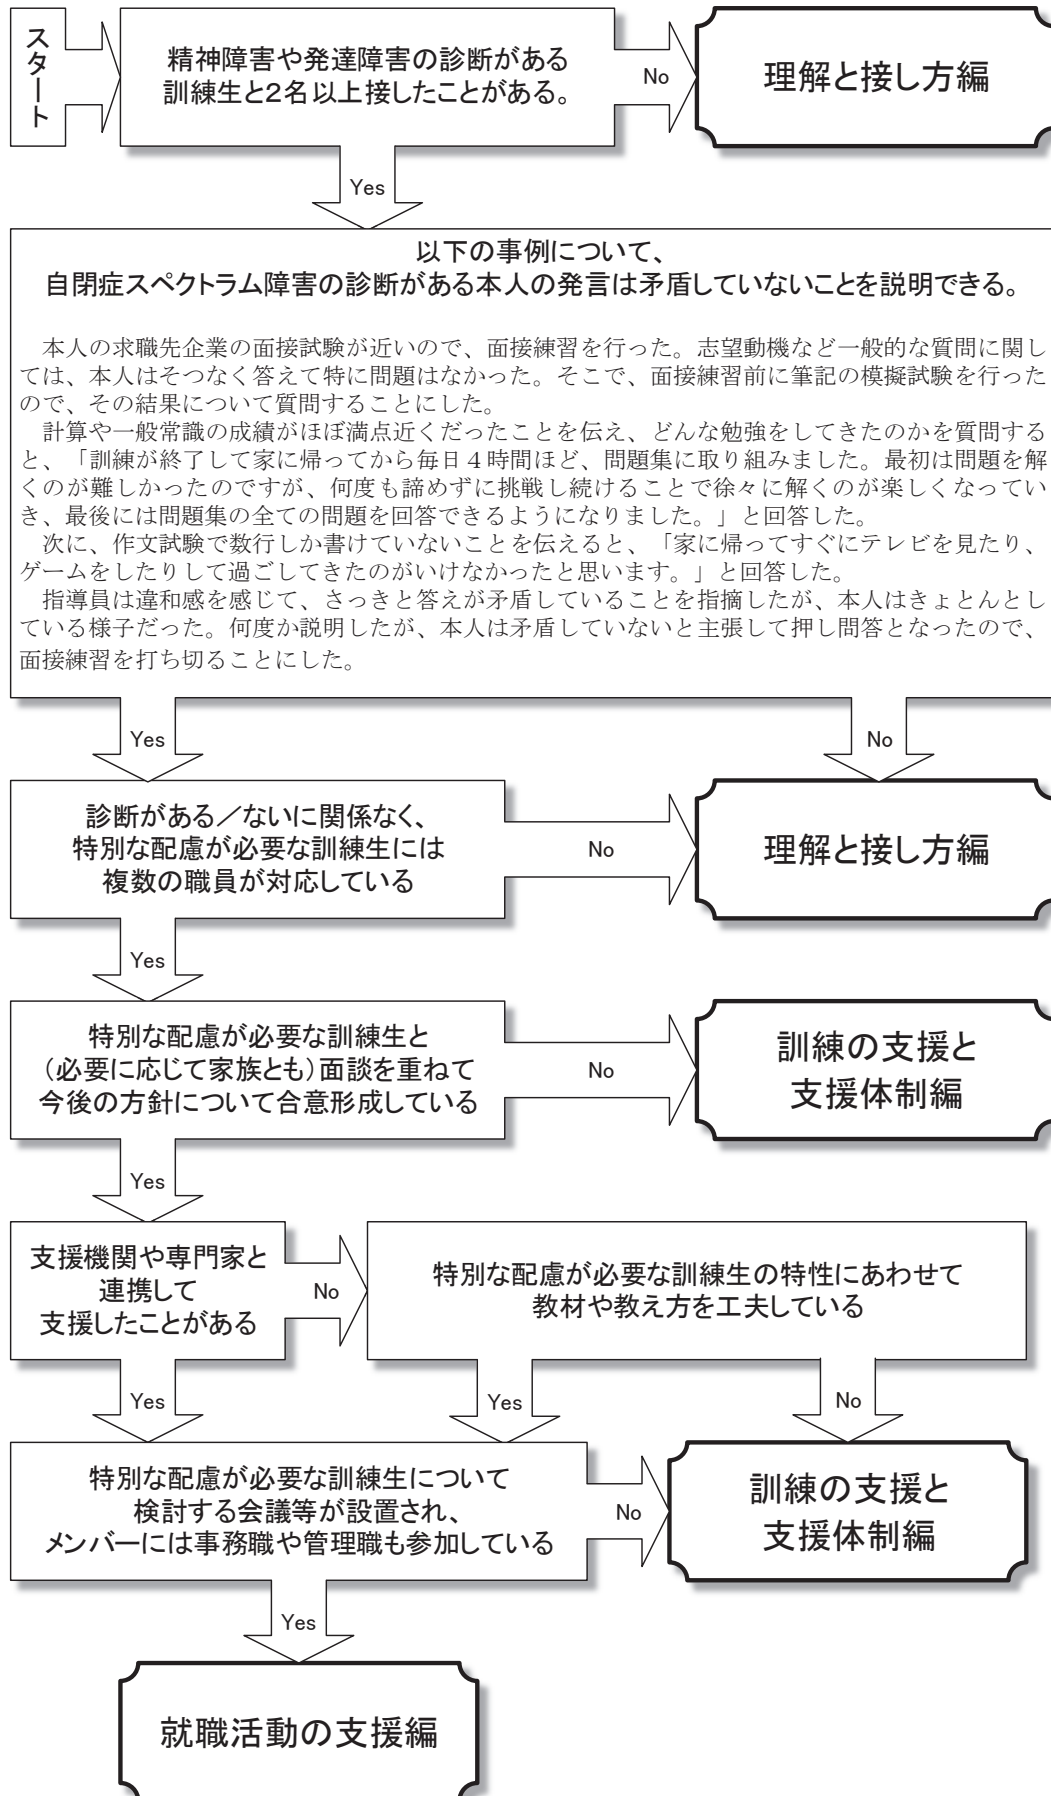 スタート
精神障害や発達障害の診断がある
訓練生と2名以上接したことがある。
No
理解と接し方編
Yes
以下の事例について、
自閉症スペクトラム障害の診断がある本人の発言は矛盾していないことを説明できる。
本人の求職先企業の面接試験が近いので、面接練習を行った。志望動機など一般的な質問に関し
ては、本人はそつなく答えて特に問題はなかった。そこで、面接練習前に筆記の模擬試験を行った
ので、その結果について質問することにした。
計算や一般常識の成績がほぼ満点近くだったことを伝え、どんな勉強をしてきたのかを質問する
と、「訓練が終了して家に帰ってから毎日４時間ほど、問題集に取り組みました。最初は問題を解
くのが難しかったのですが、何度も諦めずに挑戦し続けることで徐々に解くのが楽しくなってい
き、最後には問題集の全ての問題を回答できるようになりました。」と回答した。
次に、作文試験で数行しか書けていないことを伝えると、「家に帰ってすぐにテレビを見たり、
ゲームをしたりして過ごしてきたのがいけなかったと思います。」と回答した。
指導員は違和感を感じて、さっきと答えが矛盾していることを指摘したが、本人はきょとんとし
ている様子だった。何度か説明したが、本人は矛盾していないと主張して押し問答となったので、
面接練習を打ち切ることにした。
Yes
No
診断がある／ないに関係なく、
特別な配慮が必要な訓練生には
複数の職員が対応している
No
理解と接し方編
Yes
特別な配慮が必要な訓練生と
（必要に応じて家族とも）面談を重ねて
今後の方針について合意形成している
No
訓練の支援と
支援体制編
Yes
支援機関や専門家と
連携して
支援したことがある
No
特別な配慮が必要な訓練生の特性にあわせて
教材や教え方を工夫している
Yes
Yes
No
特別な配慮が必要な訓練生について
検討する会議等が設置され、
メンバーには事務職や管理職も参加している
No
訓練の支援と
支援体制編
Yes
就職活動の支援編